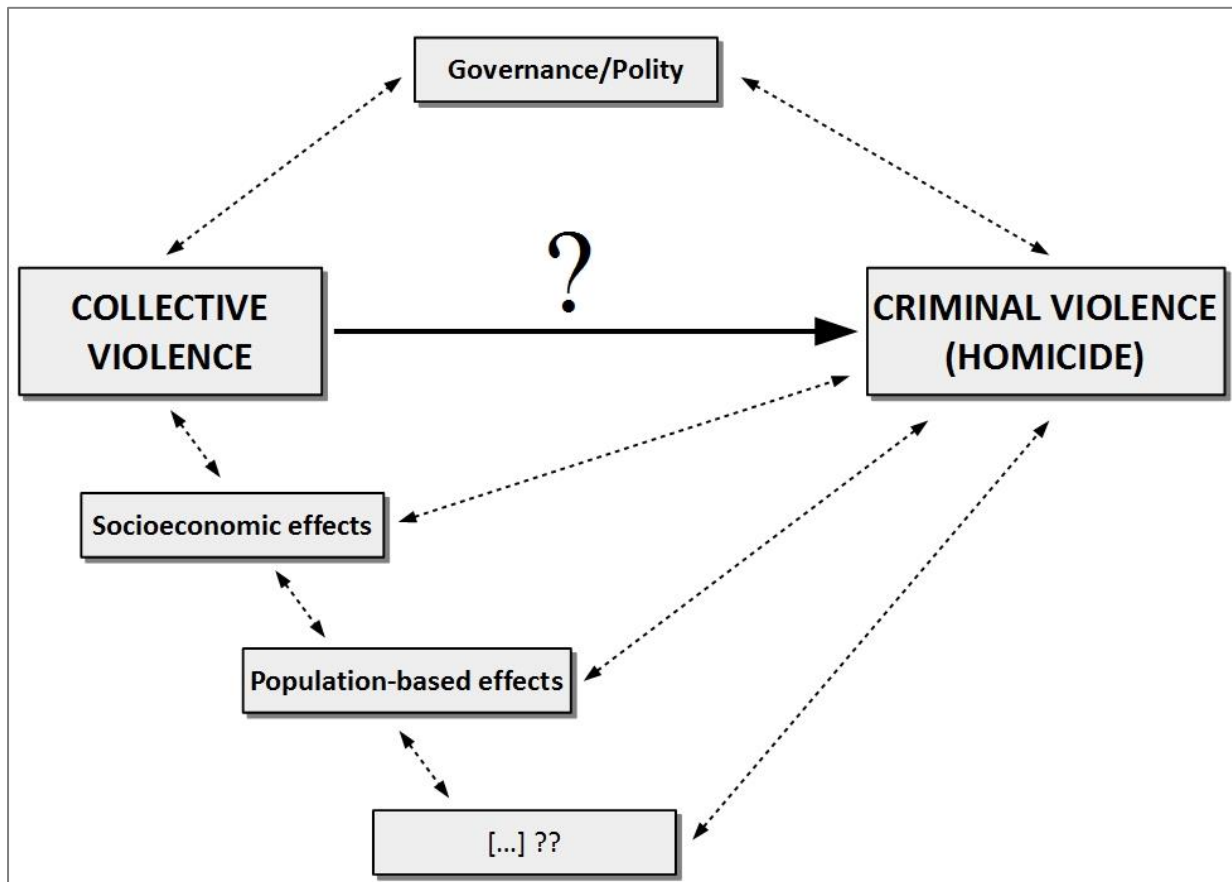 Governance/Polity
?
COLLECTIVE
VIOLENCE
CRIMINAL VIOLENCE
(HOMICIDE)
Socioeconomic effects
Population-based effects
[...] ??